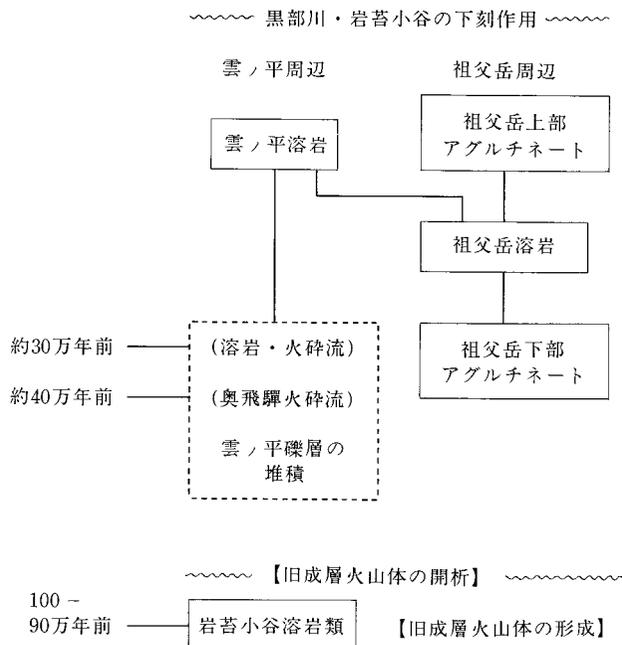 黒部川・岩苔小谷の下刻作用
雲ノ平周辺
祖父岳周辺
雲ノ平溶岩
祖父岳上部
アグルチネート
祖父岳溶岩
約30万年前
(溶岩・火砕流)
祖父岳下部
アグルチネート
約40万年前
(奥飛驒火砕流)
雲ノ平礫層の
堆積
【旧成層火山体の開析】
100－
90万年前
岩苔小谷溶岩類
【旧成層火山体の形成】